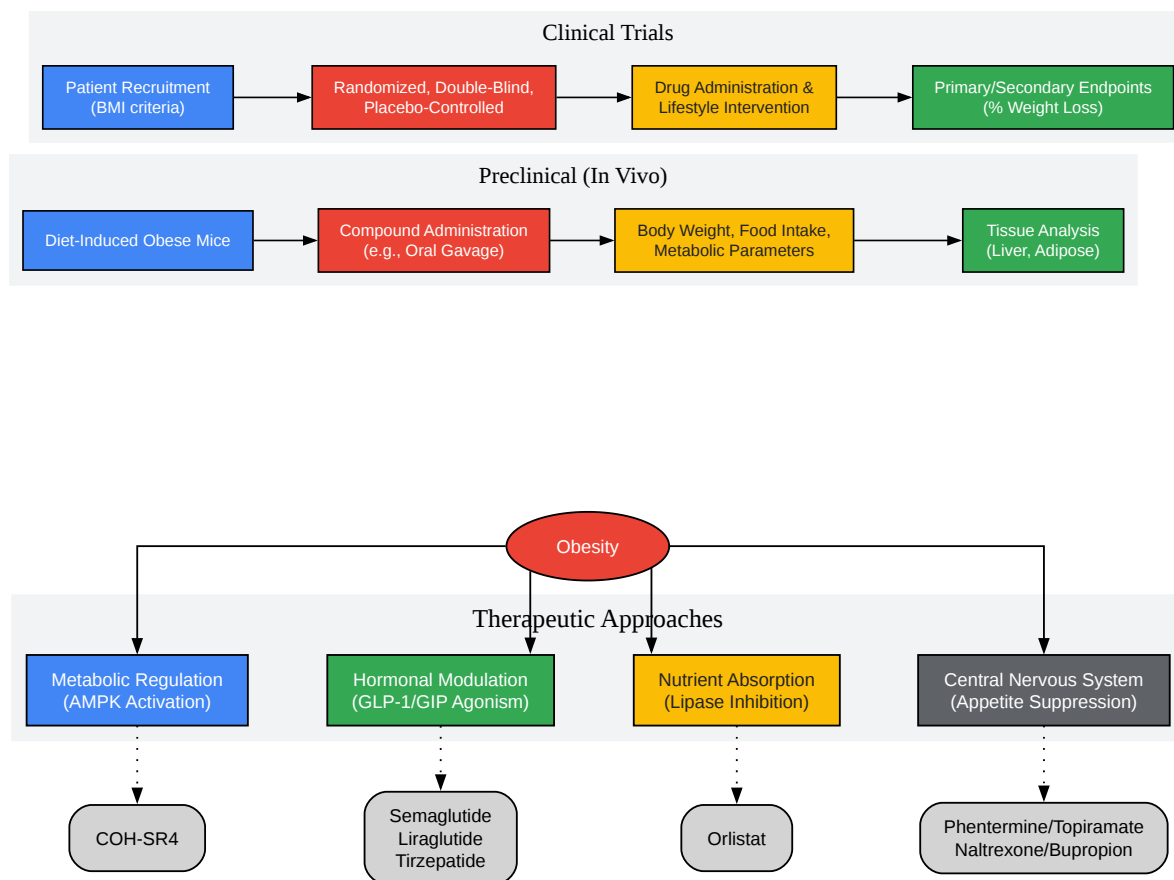 Clinical Trials
Patient Recruitment
(BMI criteria)
Randomized, Double-Blind,
Placebo-Controlled
Drug Administration &
Lifestyle Intervention
Primary/Secondary Endpoints
(% Weight Loss)
Preclinical (In Vivo)
Diet-Induced Obese Mice
Compound Administration
(e.g., Oral Gavage)
Body Weight, Food Intake,
Metabolic Parameters
Tissue Analysis
(Liver, Adipose)
Obesity
Therapeutic Approaches
Metabolic Regulation
(AMPK Activation)
Hormonal Modulation
(GLP-1/GIP Agonism)
Nutrient Absorption
(Lipase Inhibition)
Central Nervous System
(Appetite Suppression)
COH-SR4
Semaglutide
Liraglutide
Tirzepatide
Orlistat
Phentermine/Topiramate
Naltrexone/Bupropion